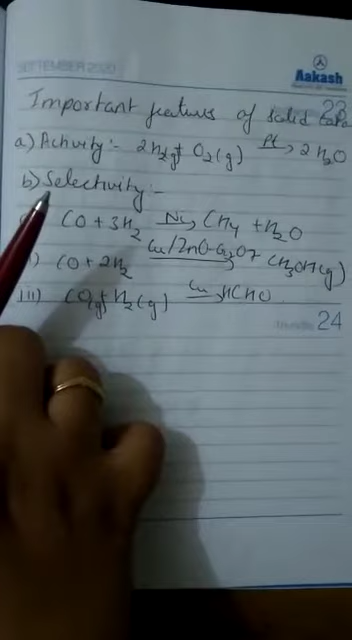 SEPTEMBER 2020
Aakash
23
Important features of solid
a) Activity:- 2H2(g)+ O2(g) Pt→ 2H2O
b) Selectivity:-
CO + 3H2 Ni→ CH4 + H2O
CO + 2H2 Cu/ZnO- → CH3OH(g)
iii) CO(g)+ H2(g) Cu→ HCHO
24